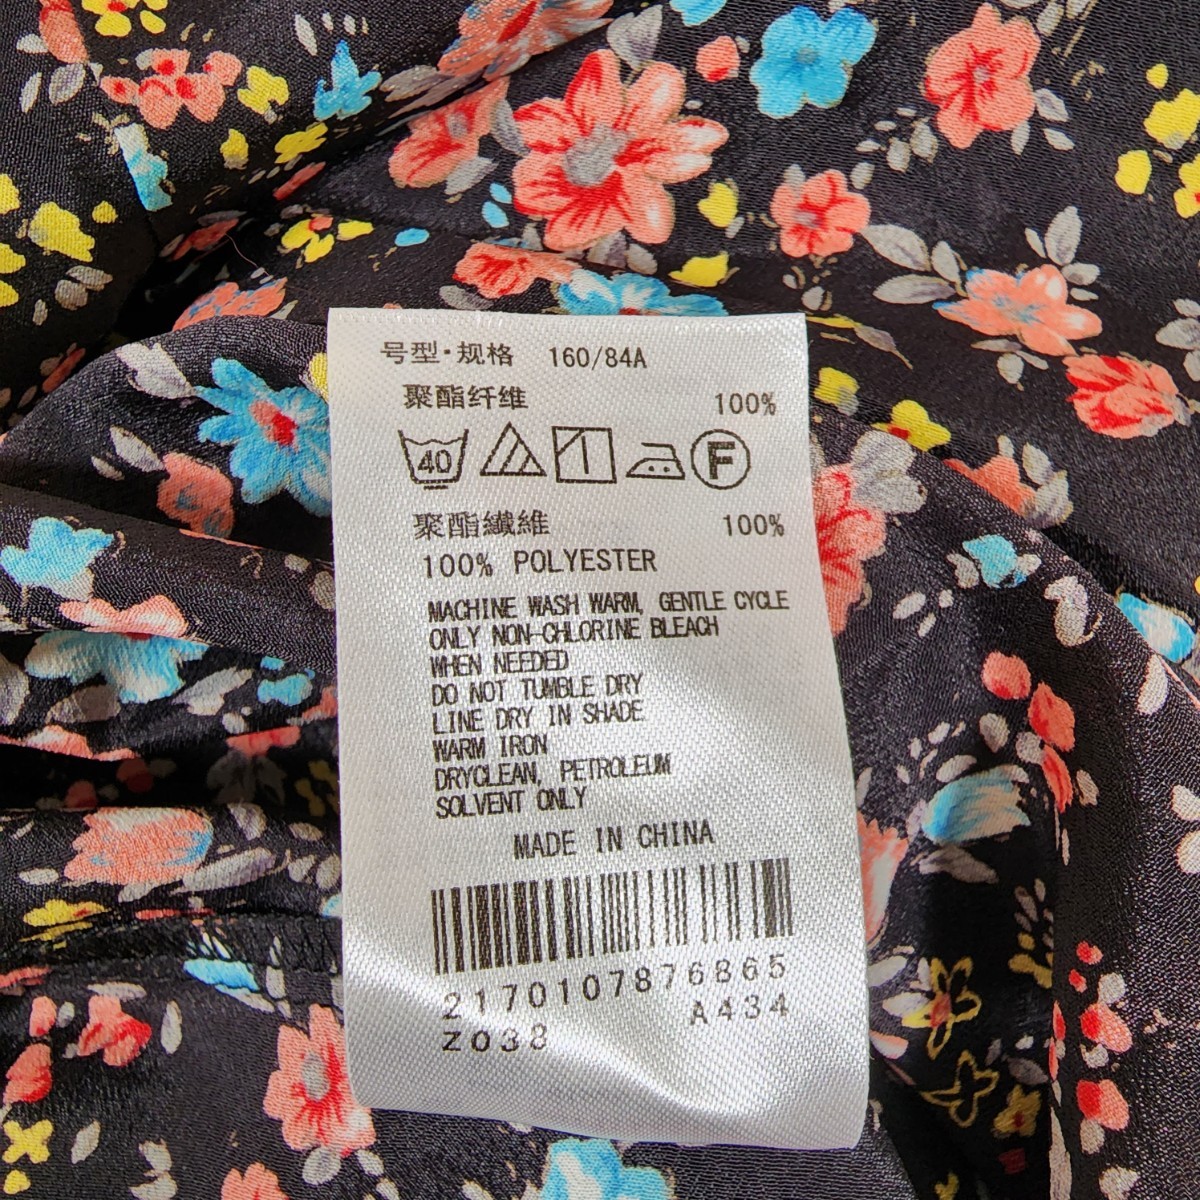 号型·规格 160/84A
聚酯纤维 100%
40 F
聚酯纖維 100%
100% POLYESTER
MACHINE WASH WARM, GENTLE CYCLE
ONLY NON-CHLORINE BLEACH
WHEN NEEDED
DO NOT TUMBLE DRY
LINE DRY IN SHADE
WARM IRON
DRYCLEAN, PETROLEUM
SOLVENT ONLY
MADE IN CHINA
2170107876865
Z038 A434